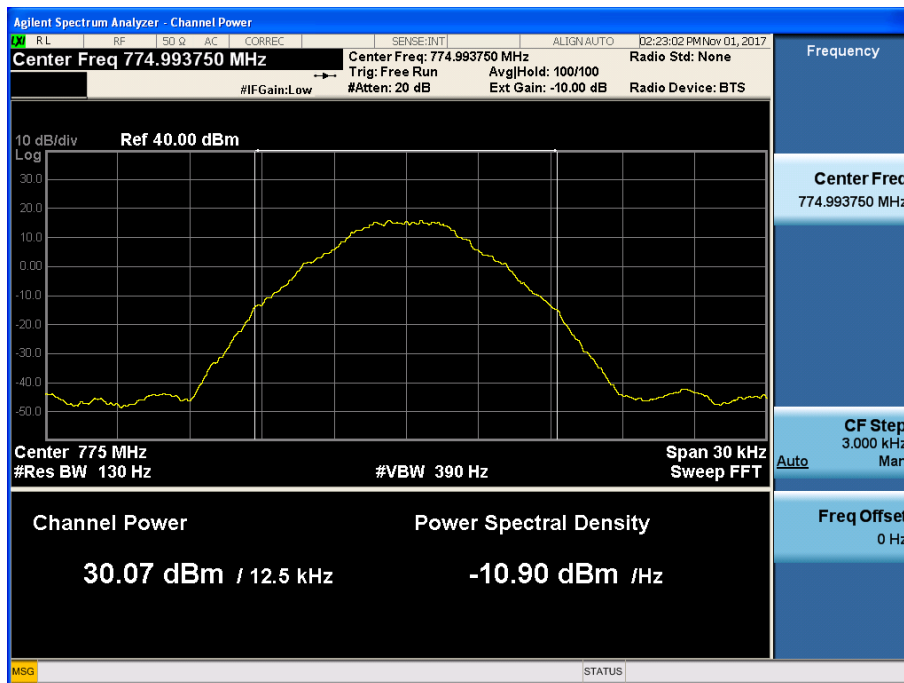 Agilent Spectrum Analyzer - Channel Power
LXI RL RF 50 Ω AC CORREC SENSE:INT ALIGN AUTO 02:23:02 PM Nov 01, 2017
Center Freq 774.993750 MHz
Center Freq: 774.993750 MHz Radio Std: None
Trig: Free Run Avg|Hold: 100/100
#IFGain:Low #Atten: 20 dB Ext Gain: -10.00 dB Radio Device: BTS
10 dB/div Ref 40.00 dBm
Log
30.0
20.0
10.0
0.00
-10.0
-20.0
-30.0
-40.0
-50.0
Center 775 MHz Span 30 kHz
#Res BW 130 Hz #VBW 390 Hz Sweep FFT
Channel Power Power Spectral Density
30.07 dBm / 12.5 kHz -10.90 dBm /Hz
MSG STATUS
Frequency
Center Freq
774.993750 MHz
CF Step
3.000 kHz
Auto Man
Freq Offset
0 Hz